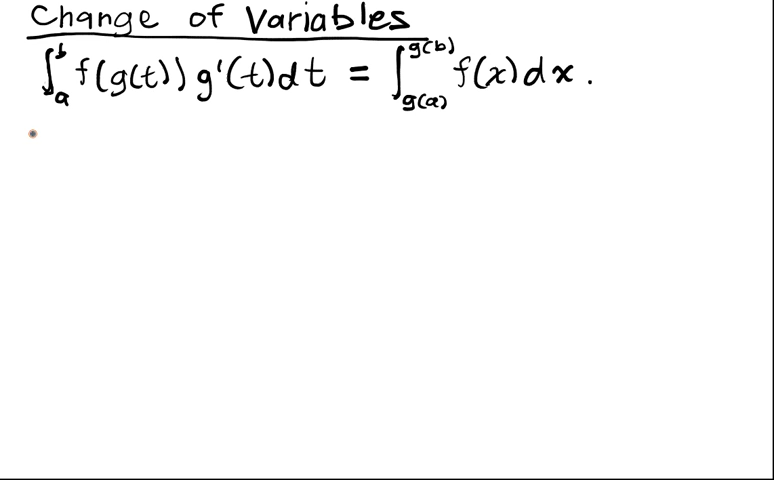 Change of Variables
∫_a^b f(g(t)) g'(t) dt = ∫_{g(a)}^{g(b)} f(x) dx.